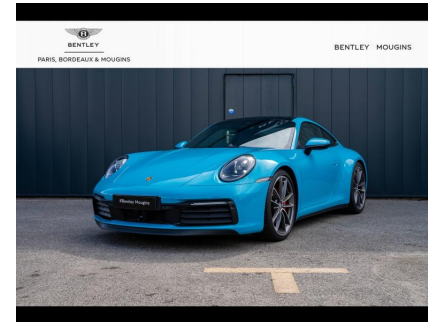 B
BENTLEY
PARIS, BORDEAUX & MOUGINS
BENTLEY MOUGINS
#Bentley Mougins